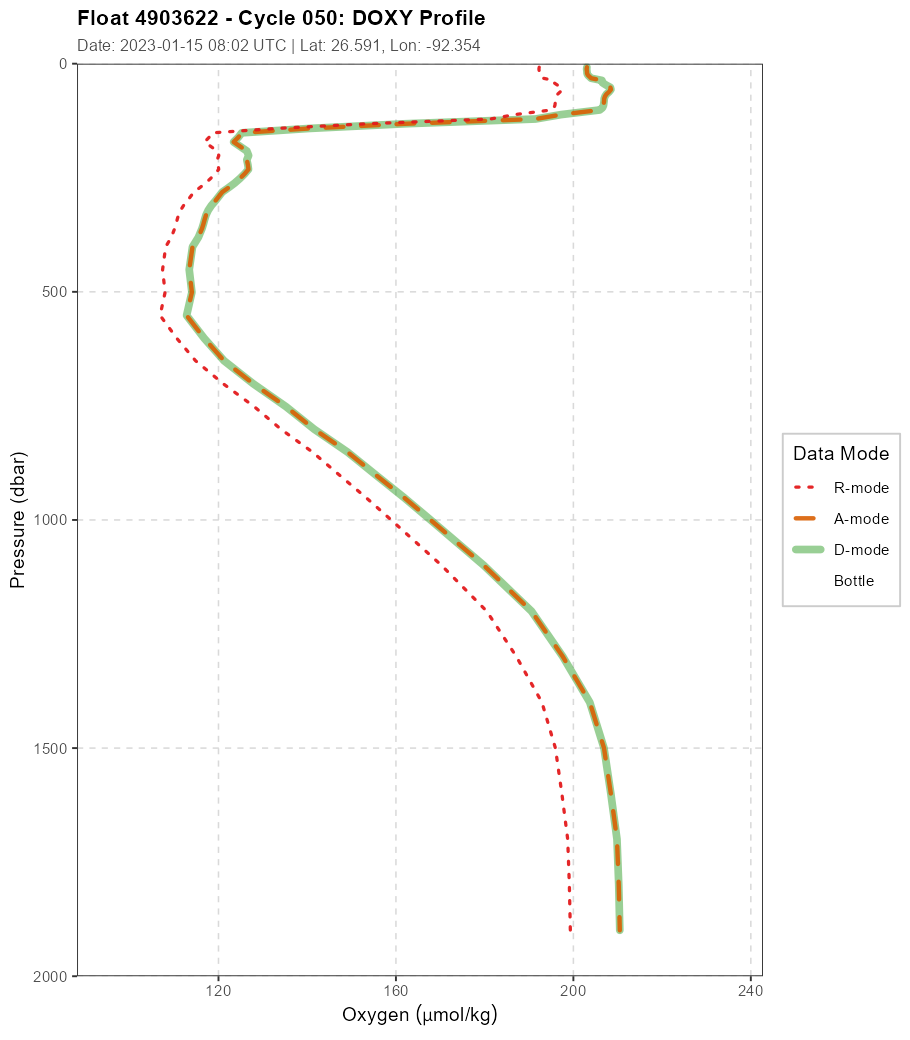 Float 4903622 - Cycle 050: DOXY Profile
Date: 2023-01-15 08:02 UTC | Lat: 26.591, Lon: -92.354
0
500
1000
1500
2000
Pressure (dbar)
120
160
200
240
Oxygen (μmol/kg)
Data Mode
R-mode
A-mode
D-mode
Bottle